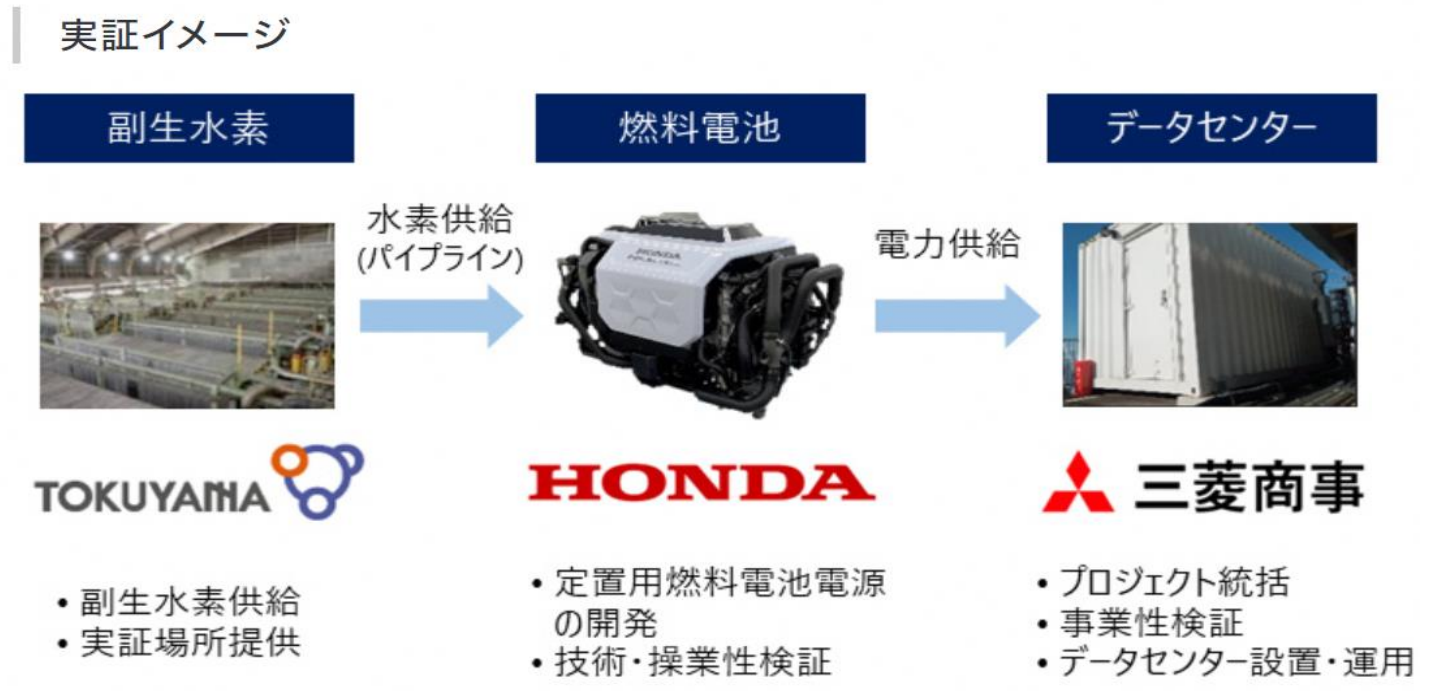 実証イメージ
副生水素
燃料電池
データセンター
水素供給
(パイプライン)
電力供給
HONDA
TOKUYAMA
HONDA
三菱商事
• 副生水素供給
• 実証場所提供
• 定置用燃料電池電源
の開発
• 技術・操業性検証
• プロジェクト統括
• 事業性検証
• データセンター設置・運用